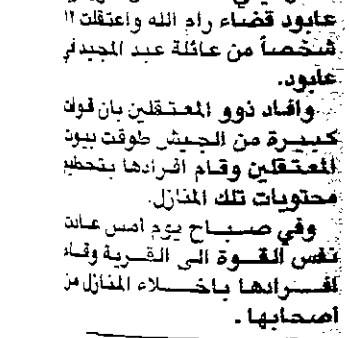 عابود قضاء رام الله واعتقلت ١٢
شخصاً من عائلة عبد المجيد في
عابود.
وافاد ذوو المعتقلين بان قوات
كبيرة من الجيش طوقت بيوت
المعتقلين وقام افرادها بتحطيم
محتويات تلك المنازل.
وفي صباح يوم امس عادت
نفس القوة الى القرية وقام
افرادها باخلاء المنازل من
أصحابها .